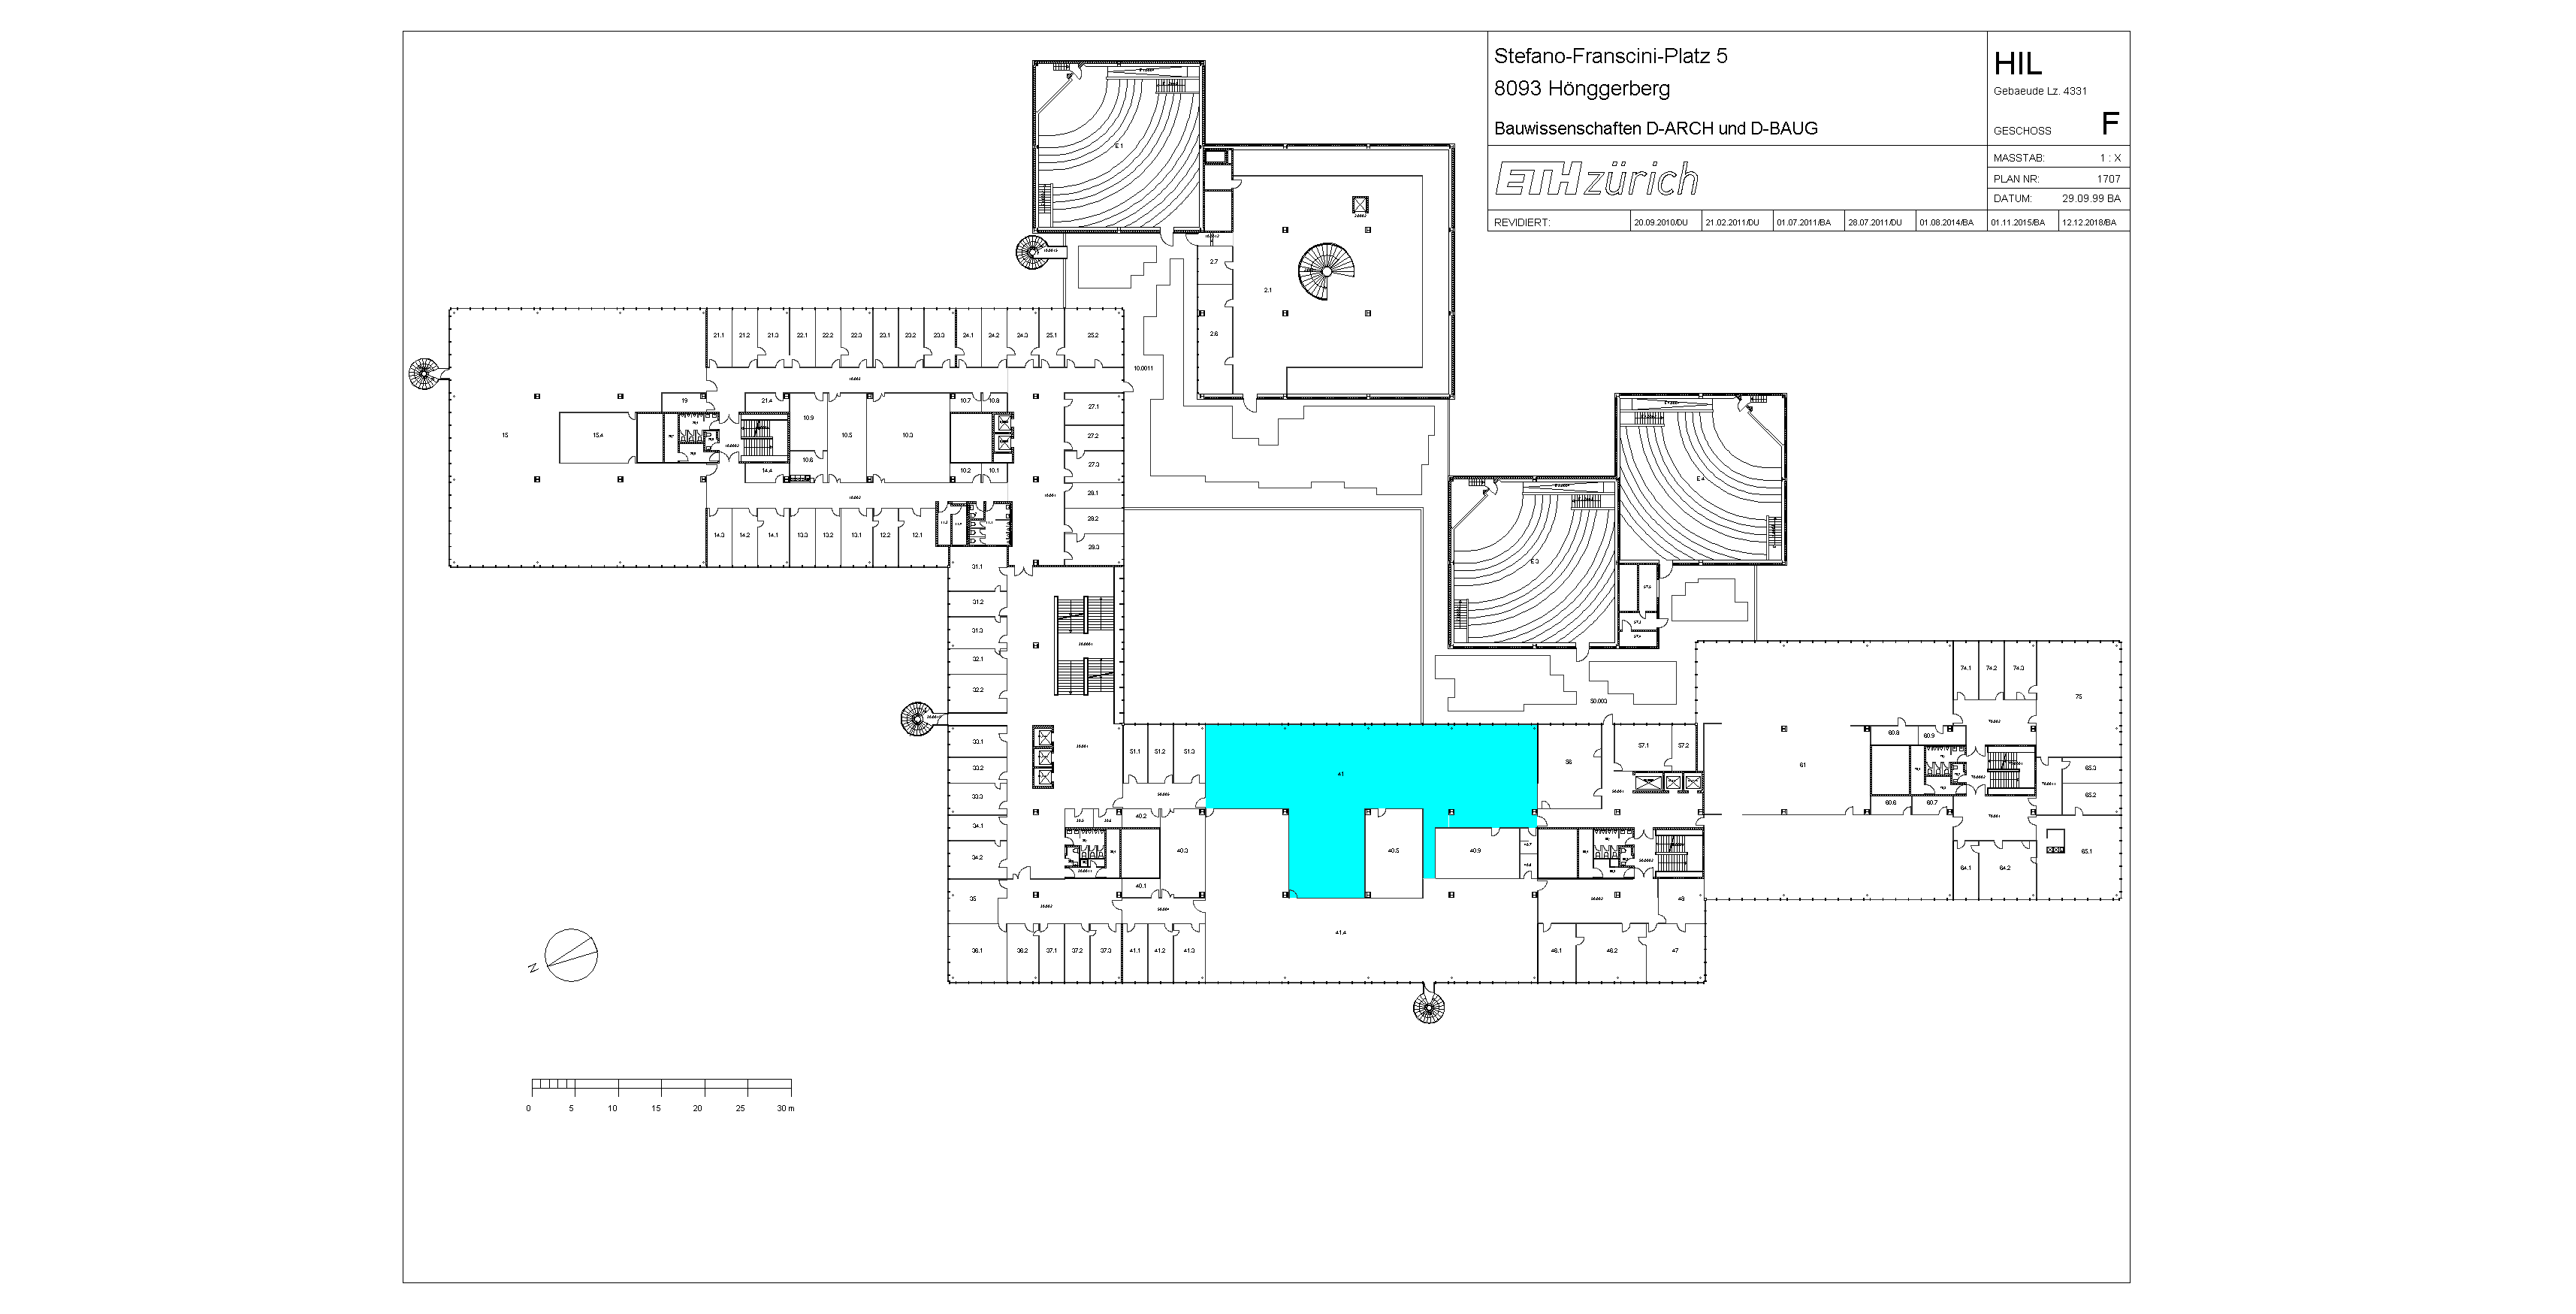 Stefano-Franscini-Platz 5
8093 Hönggerberg
Bauwissenschaften D-ARCH und D-BAUG
HIL
Gebaeude Lz. 4331
GESCHOSS F
ETH zürich
MASSTAB: 1 : X
PLAN NR: 1707
DATUM: 29.09.99 BA
REVIDIERT: 20.09.2010/DU 21.02.2011/DU 01.07.2011/BA 28.07.2011/DU 01.08.2014/BA 01.11.2015/BA 12.12.2018/BA
E 1
2.7
2.1
2.6
21.1 21.2 21.3 22.1 22.2 22.3 23.1 23.2 23.3 24.1 24.2 24.3 25.1 25.2
10.0011
19 21.4 10.7 10.8
27.1
10.9
15 15.4 10.5 10.3 27.2
10.6
14.4 10.2 10.1 27.3
28.1
28.2
14.3 14.2 14.1 13.3 13.2 13.1 12.2 12.1
28.3
E 4
E 3
31.1
31.2
31.3
32.1
32.2
74.1 74.2 74.3
75
50.003
33.1
33.2
33.3
34.1
34.2
35
51.1 51.2 51.3
41
56
57.1 57.2
60.8 60.9
61
65.3
65.2
60.6 60.7
40.2
40.3 40.5 40.9
65.1
40.1
64.1 64.2
48
41.4
36.1 36.2 37.1 37.2 37.3 41.1 41.2 41.3
46.1 46.2 47
N
0 5 10 15 20 25 30 m